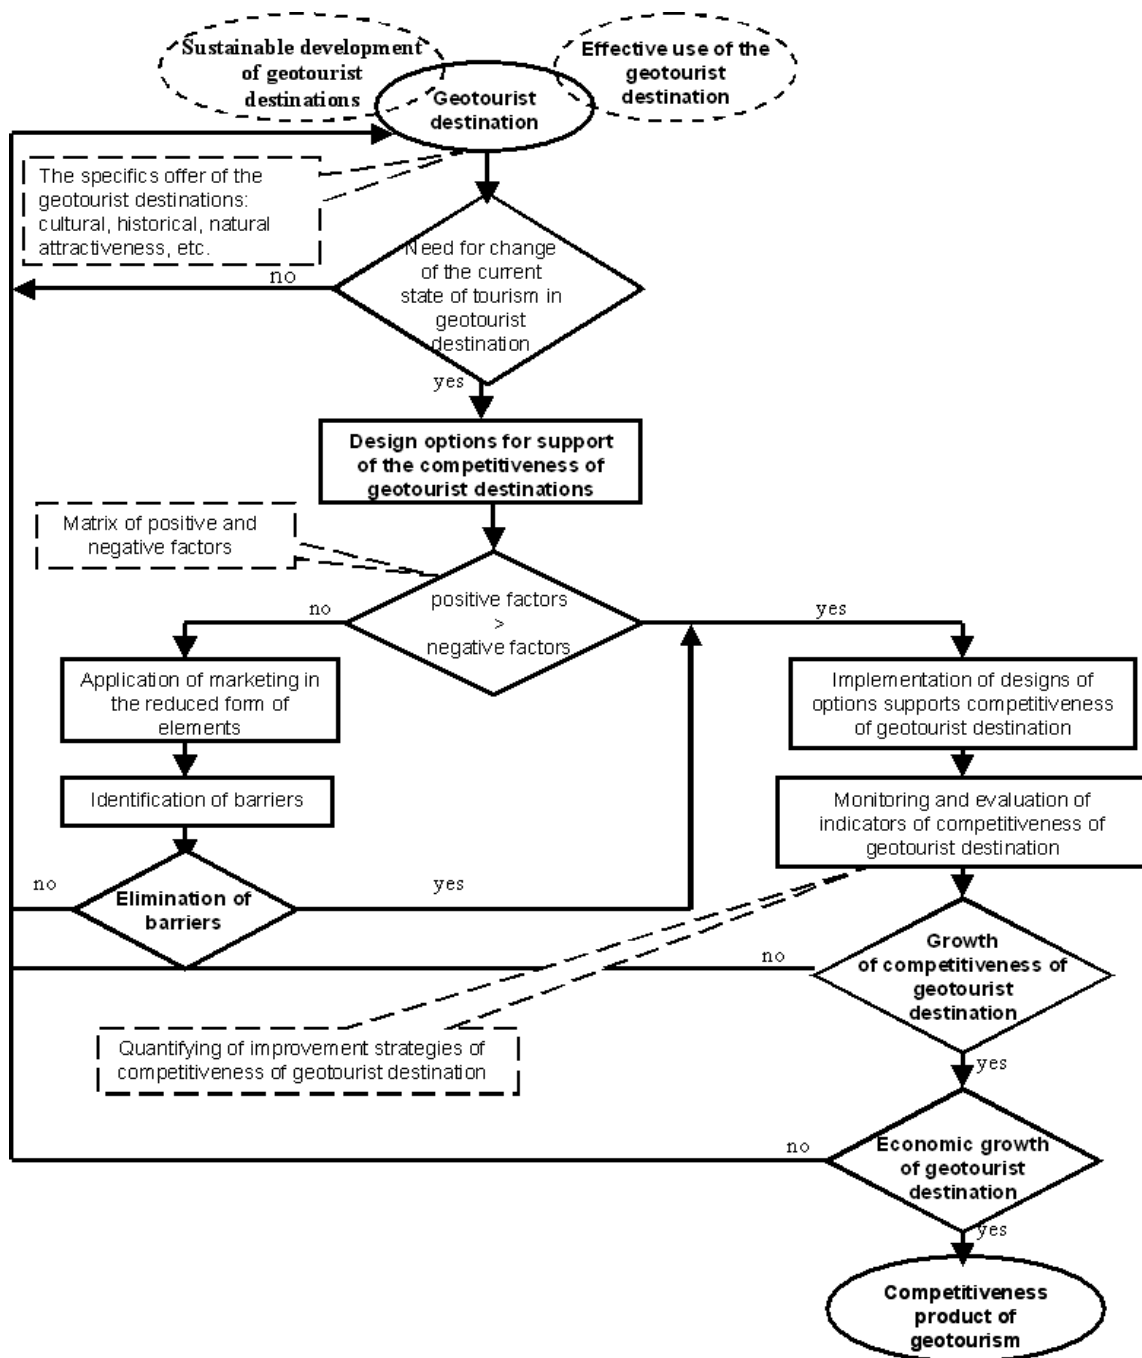 Sustainable development
of geotourist
destinations
Effective use of the
geotourist
destination
Geotourist
destination
The specifics offer of the
geotourist destinations:
cultural, historical, natural
attractiveness, etc.
no
Need for change
of the current
state of tourism in
geotourist
destination
yes
Design options for support
of the competitiveness of
geotourist destinations
Matrix of positive and
negative factors
no
positive factors
>
negative factors
yes
Application of marketing in
the reduced form of
elements
Implementation of designs of
options supports competitiveness
of geotourist destination
Identification of barriers
Monitoring and evaluation of
indicators of competitiveness of
geotourist destination
no
Elimination of
barriers
yes
no
Growth
of competitiveness of
geotourist
destination
Quantifying of improvement strategies of
competitiveness of geotourist destination
yes
no
Economic growth
of geotourist
destination
yes
Competitiveness
product of
geotourism